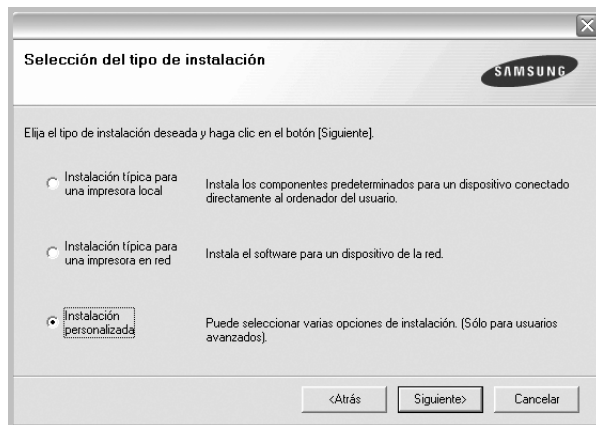 Selección del tipo de instalación
SAMSUNG
Elija el tipo de instalación deseada y haga clic en el botón [Siguiente].
Instalación típica para
una impresora local
Instala los componentes predeterminados para un dispositivo conectado
directamente al ordenador del usuario.
Instalación típica para
una impresora en red
Instala el software para un dispositivo de la red.
Instalación
personalizada
Puede seleccionar varias opciones de instalación. (Sólo para usuarios
avanzados).
<Atrás
Siguiente>
Cancelar